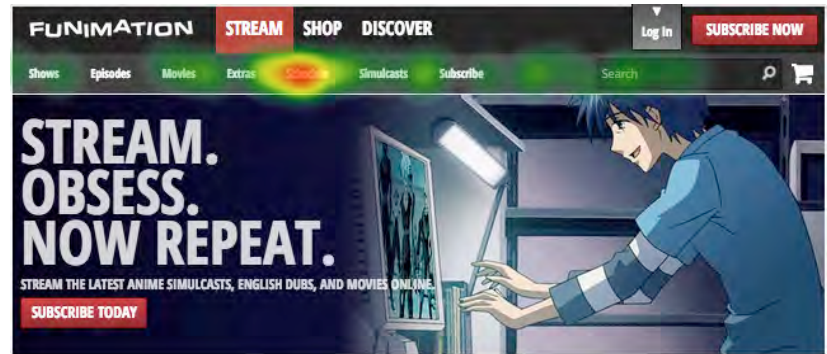 FUNIMATION STREAM SHOP DISCOVER Log In SUBSCRIBE NOW
Shows Episodes Movies Extras Schedule Simulcasts Subscribe Search
STREAM.
OBSESS.
NOW REPEAT.
STREAM THE LATEST ANIME SIMULCASTS, ENGLISH DUBS, AND MOVIES ONLINE.
SUBSCRIBE TODAY